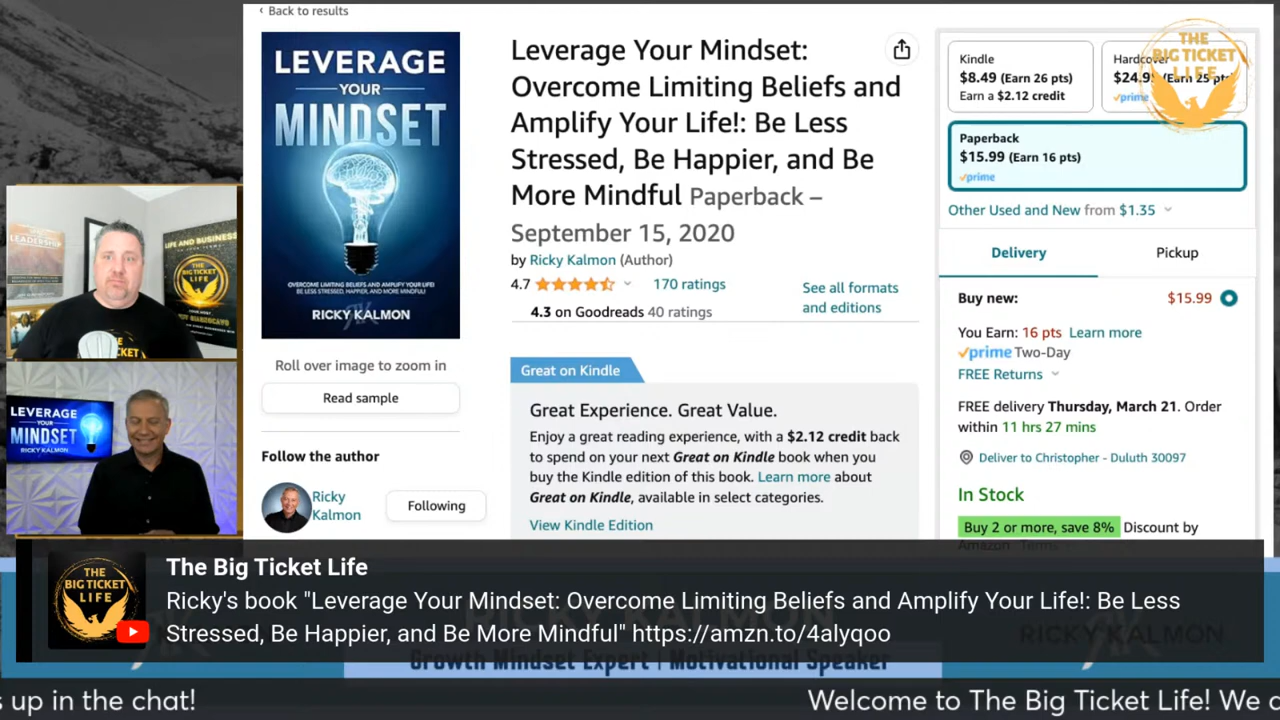 ‹ Back to results
LEVERAGE
YOUR
MINDSET
OVERCOME LIMITING BELIEFS AND AMPLIFY YOUR LIFE!
BE LESS STRESSED, HAPPIER, AND MORE MINDFUL!
RICKY KALMON
Roll over image to zoom in
Read sample
Follow the author
Ricky
Kalmon
Following
Leverage Your Mindset:
Overcome Limiting Beliefs and
Amplify Your Life!: Be Less
Stressed, Be Happier, and Be
More Mindful Paperback –
September 15, 2020
by Ricky Kalmon (Author)
4.7 170 ratings
4.3 on Goodreads 40 ratings
See all formats
and editions
Great on Kindle
Great Experience. Great Value.
Enjoy a great reading experience, with a $2.12 credit back
to spend on your next Great on Kindle book when you
buy the Kindle edition of this book. Learn more about
Great on Kindle, available in select categories.
View Kindle Edition
Kindle
$8.49 (Earn 26 pts)
Earn a $2.12 credit
Hardcover
$24.99 (Earn 25 pts)
prime
THE
BIG TICKET
LIFE
Paperback
$15.99 (Earn 16 pts)
prime
Other Used and New from $1.35
Delivery Pickup
Buy new: $15.99
You Earn: 16 pts Learn more
prime Two-Day
FREE Returns
FREE delivery Thursday, March 21. Order
within 11 hrs 27 mins
Deliver to Christopher - Duluth 30097
In Stock
Buy 2 or more, save 8% Discount by
Amazon Terms
LEADERSHIP
LIFE AND BUSINESS
THE
BIG TICKET
LIFE
LEVERAGE
YOUR
MINDSET
RICKY KALMON
THE
BIG TICKET
LIFE
The Big Ticket Life
Ricky's book "Leverage Your Mindset: Overcome Limiting Beliefs and Amplify Your Life!: Be Less
Stressed, Be Happier, and Be More Mindful" https://amzn.to/4alyqoo
RICKY KALMON
RICKY KALMON
Growth Mindset Expert | Motivational Speaker
s up in the chat!
Welcome to The Big Ticket Life! We c